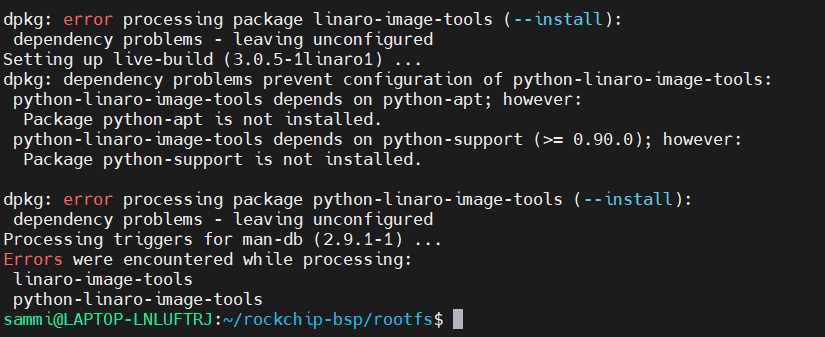 dpkg: error processing package linaro-image-tools (--install):
 dependency problems - leaving unconfigured
Setting up live-build (3.0.5-1linaro1) ...
dpkg: dependency problems prevent configuration of python-linaro-image-tools:
 python-linaro-image-tools depends on python-apt; however:
  Package python-apt is not installed.
 python-linaro-image-tools depends on python-support (>= 0.90.0); however:
  Package python-support is not installed.

dpkg: error processing package python-linaro-image-tools (--install):
 dependency problems - leaving unconfigured
Processing triggers for man-db (2.9.1-1) ...
Errors were encountered while processing:
 linaro-image-tools
 python-linaro-image-tools
sammi@LAPTOP-LNLUFTRJ:~/rockchip-bsp/rootfs$